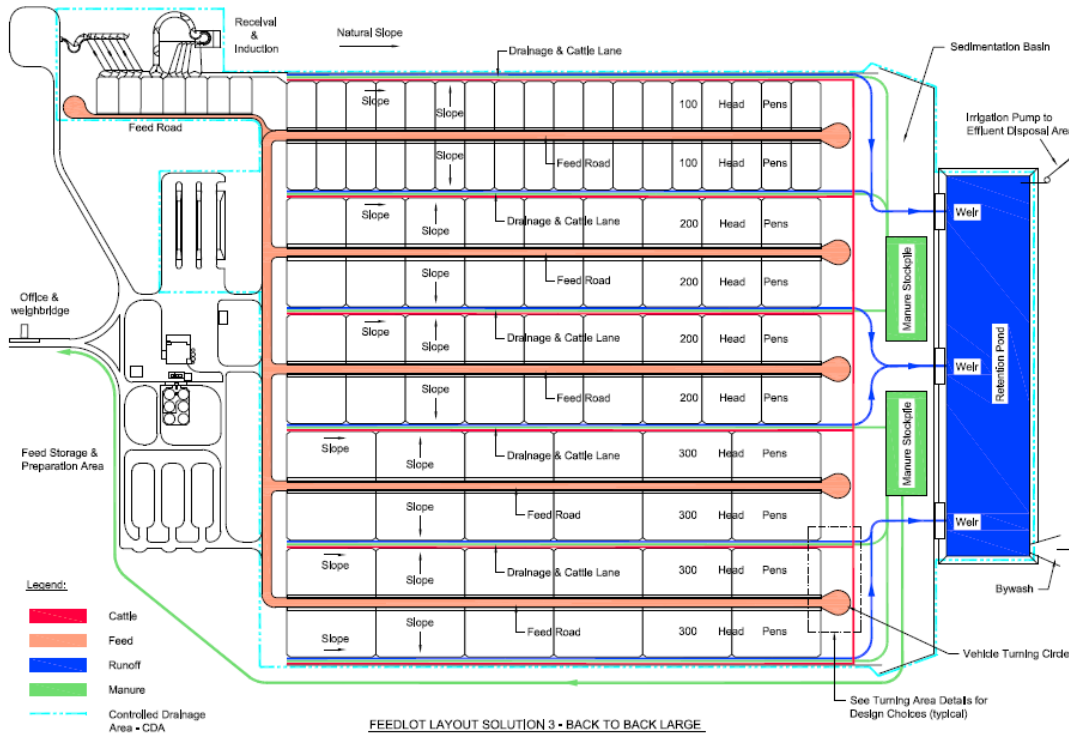 Receival
&
Induction
Natural Slope
Drainage & Cattle Lane
Sedimentation Basin
Irrigation Pump to
Effluent Disposal Area
Feed Road
Slope
Slope
100 Head Pens
Feed Road
Slope
100 Head Pens
Slope
Drainage & Cattle Lane
Slope
200 Head Pens
Weir
Feed Road
Slope
200 Head Pens
Manure Stockpile
Office &
weighbridge
Slope
Drainage & Cattle Lane
Slope
200 Head Pens
Weir
Retention Pond
Feed Road
Slope
200 Head Pens
Manure Stockpile
Feed Storage &
Preparation Area
Slope
Drainage & Cattle Lane
Slope
300 Head Pens
Feed Road
Slope
300 Head Pens
Weir
Slope
Drainage & Cattle Lane
Slope
300 Head Pens
Bywash
Legend:
Cattle
Feed
Runoff
Manure
Controlled Drainage
Area - CDA
Slope
Slope
Feed Road
300 Head Pens
Vehicle Turning Circle
See Turning Area Details for
Design Choices (typical)
FEEDLOT LAYOUT SOLUTION 3 - BACK TO BACK LARGE